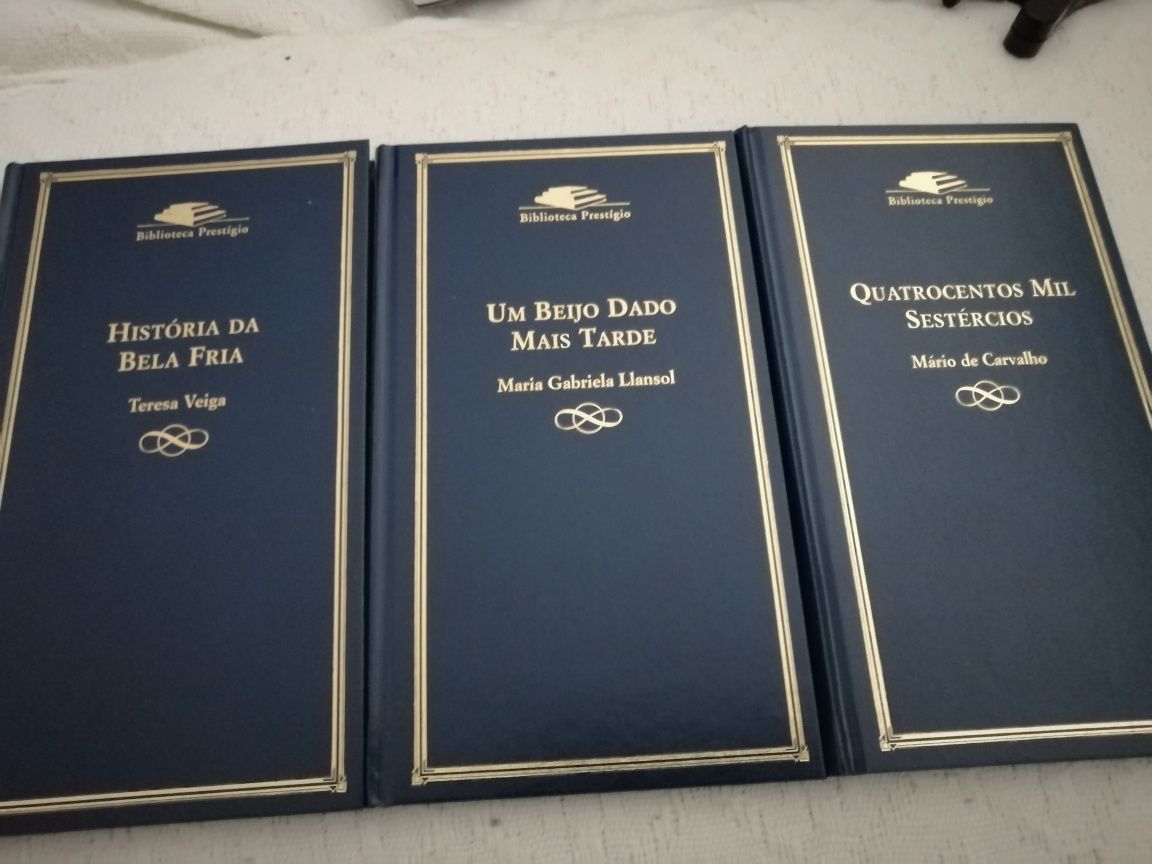 Biblioteca Prestígio
HISTÓRIA DA
BELA FRIA
Teresa Veiga
Biblioteca Prestígio
UM BEIJO DADO
MAIS TARDE
Maria Gabriela Llansol
Biblioteca Prestígio
QUATROCENTOS MIL
SESTÉRCIOS
Mário de Carvalho